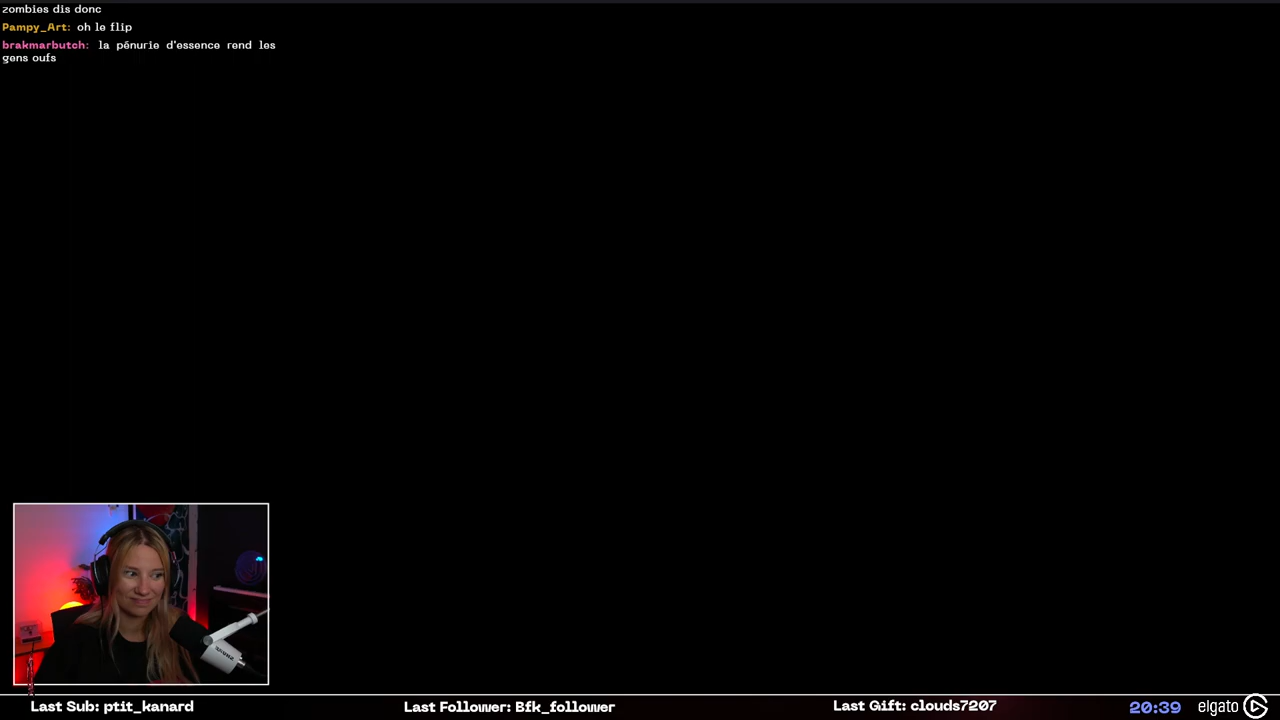 zombies dis donc
Pampy_Art: oh le flip
brakmarbutch: la pénurie d'essence rend les
gens oufs
Last Sub: ptit_kanard
Last Follower: Bfk_follower
Last Gift: clouds7207
20:39
elgato